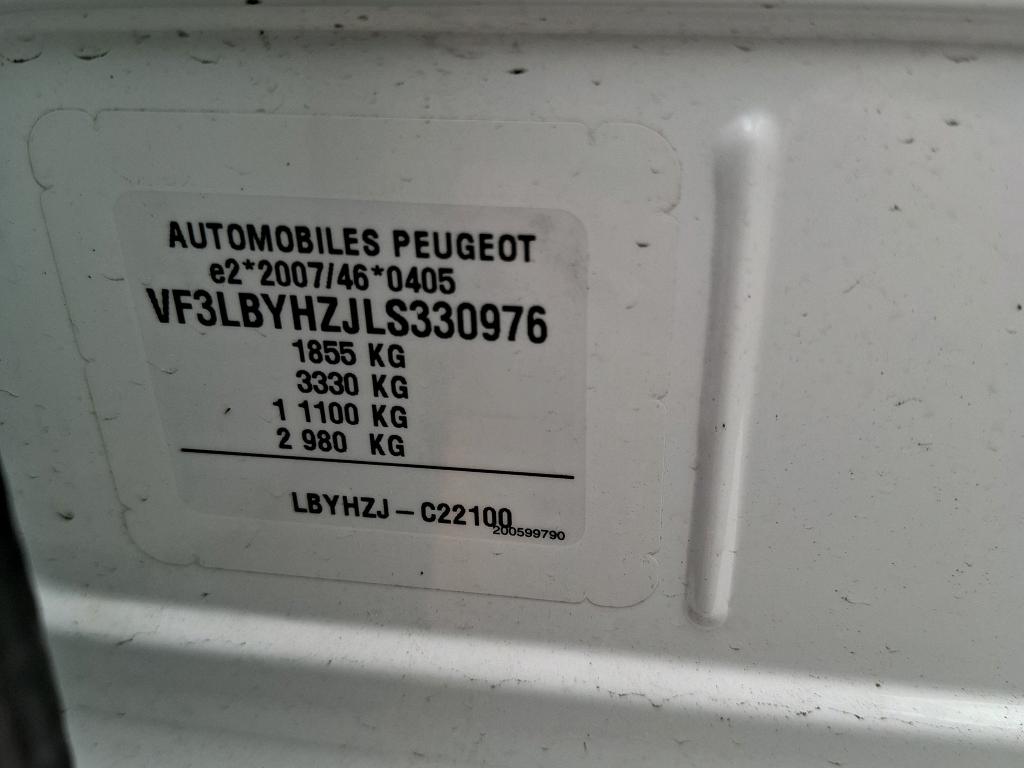 AUTOMOBILES PEUGEOT
e2*2007/46*0405
VF3LBYHZJLS330976
1855 KG
3330 KG
1 1100 KG
2 980 KG
LBYHZJ – C22100
200599790